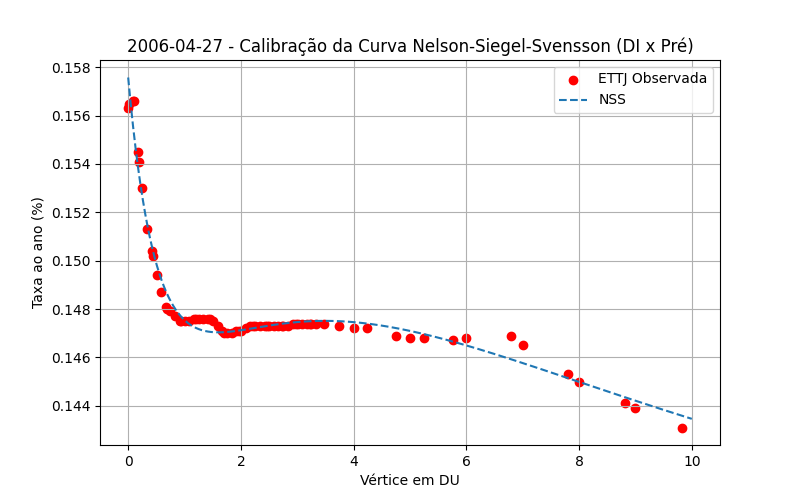 2006-04-27 - Calibração da Curva Nelson-Siegel-Svensson (DI x Pré)
ETTJ Observada
NSS
Taxa ao ano (%)
0.158
0.156
0.154
0.152
0.150
0.148
0.146
0.144
0 2 4 6 8 10
Vértice em DU